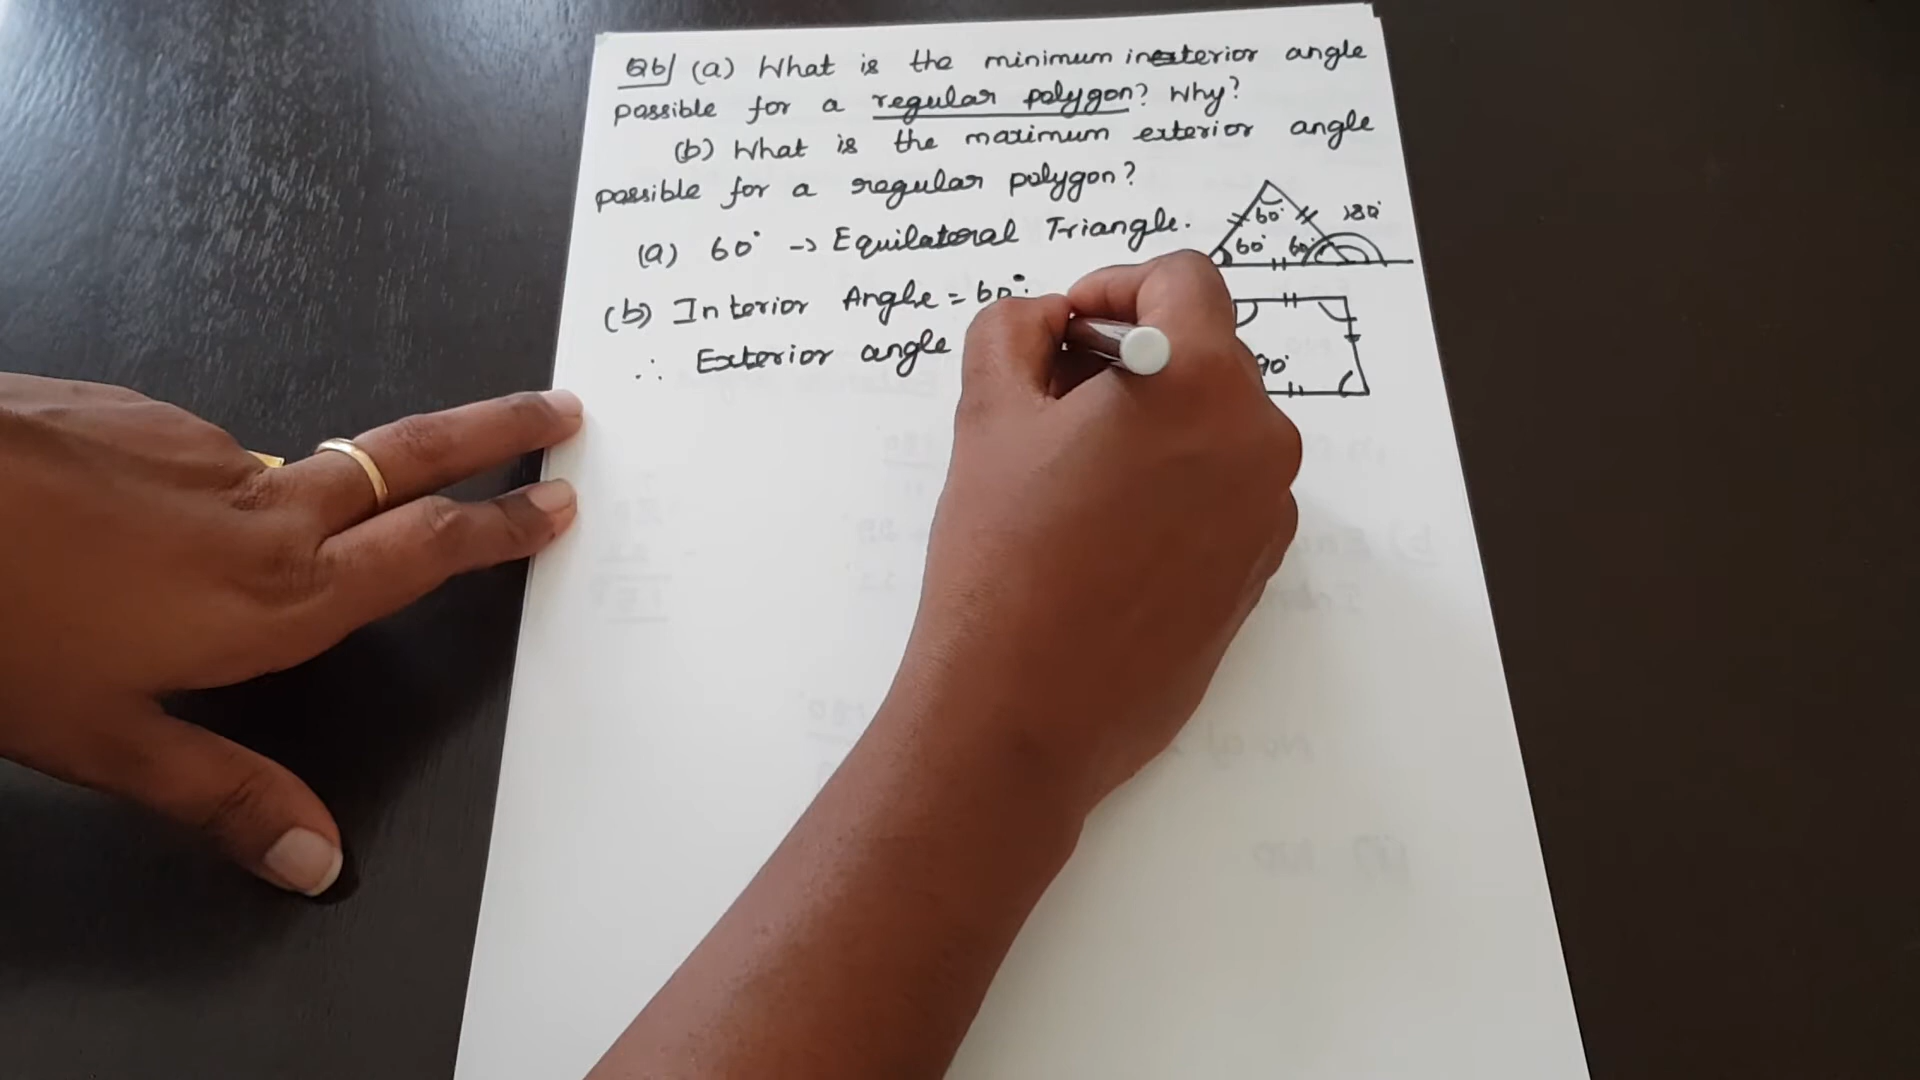 Q6/ (a) What is the minimum interior angle
possible for a regular polygon? Why?
(b) What is the maximum exterior angle
possible for a regular polygon?
(a) 60° → Equilateral Triangle.
(b) Interior Angle = 60°.
∴ Exterior angle
60°
180°
60° 60°
90°